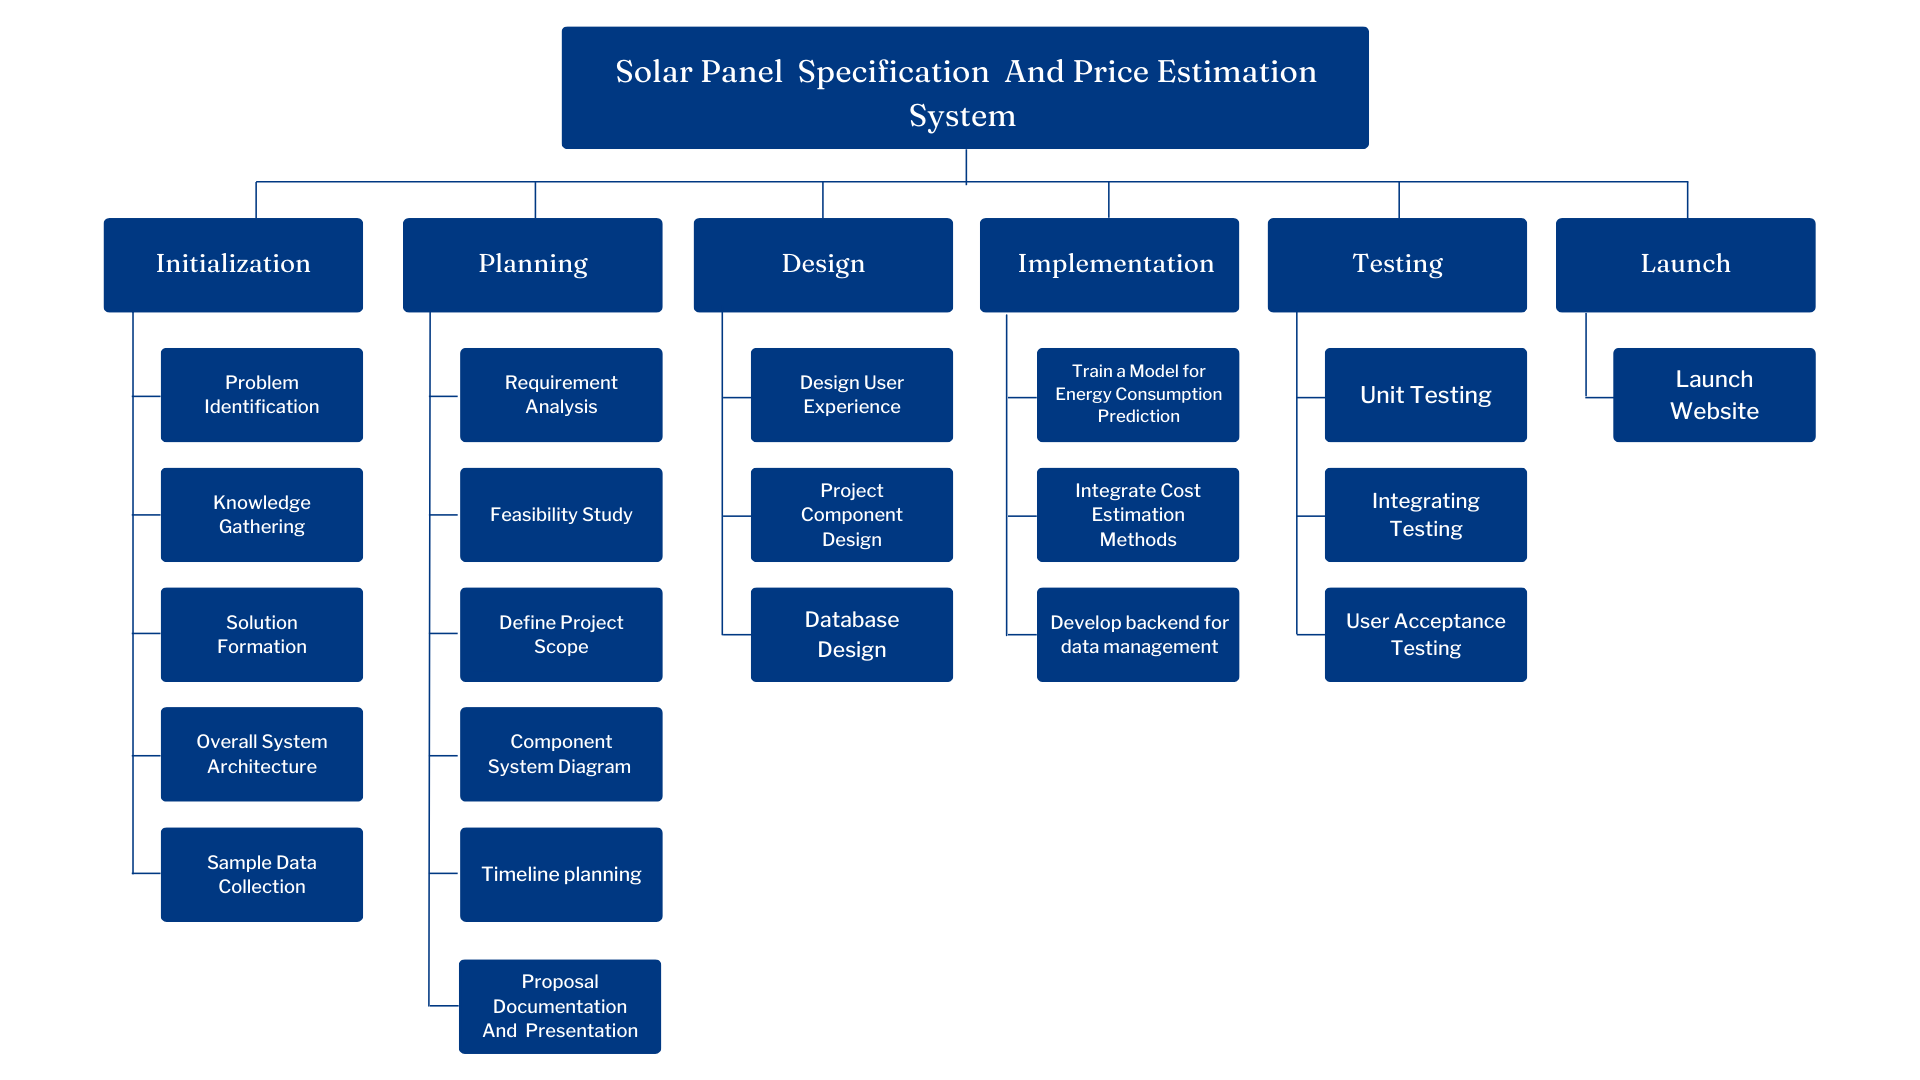 Solar Panel  Specification  And Price Estimation
System
Initialization
Planning
Design
Implementation
Testing
Launch
Problem
Identification
Knowledge
Gathering
Solution
Formation
Overall System
Architecture
Sample Data
Collection
Requirement
Analysis
Feasibility Study
Define Project
Scope
Component
System Diagram
Timeline planning
Proposal
Documentation
And  Presentation
Design User
Experience
Project
Component
Design
Database
Design
Train a Model for
Energy Consumption
Prediction
Integrate Cost
Estimation
Methods
Develop backend for
data management
Unit Testing
Integrating
Testing
User Acceptance
Testing
Launch
Website